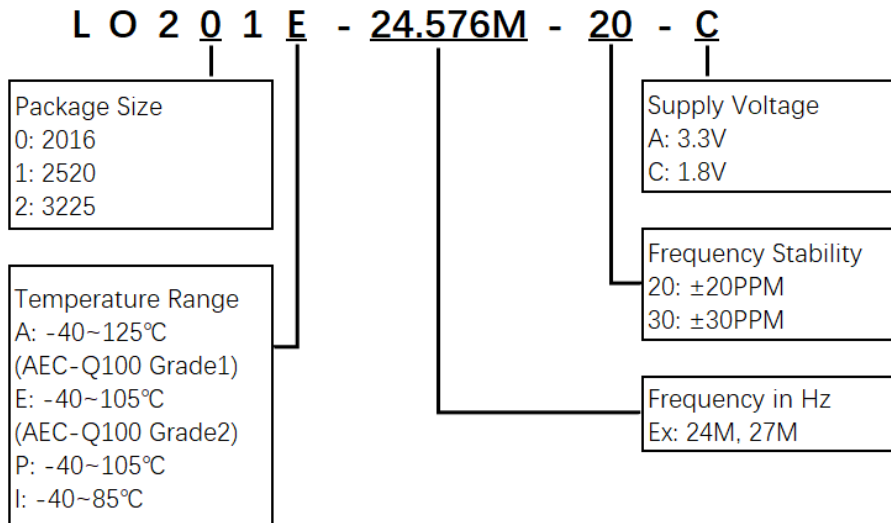 L O 2 0 1 E - 24.576M - 20 - C
Package Size
0: 2016
1: 2520
2: 3225
Temperature Range
A: -40~125℃
(AEC-Q100 Grade1)
E: -40~105℃
(AEC-Q100 Grade2)
P: -40~105℃
I: -40~85℃
Supply Voltage
A: 3.3V
C: 1.8V
Frequency Stability
20: ±20PPM
30: ±30PPM
Frequency in Hz
Ex: 24M, 27M